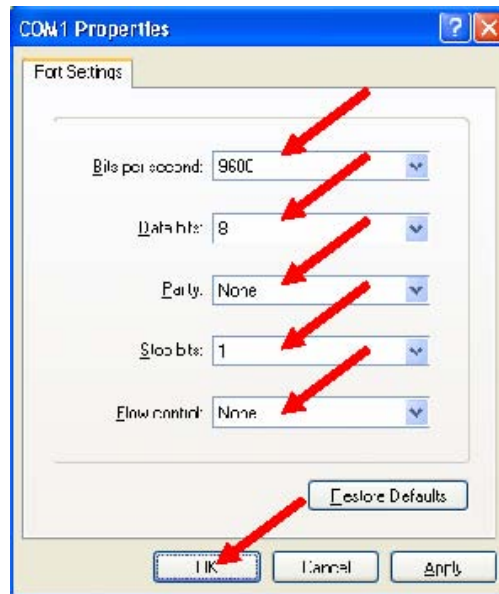 COM1 Properties
Port Settings
Bits per second: 9600
Data bits: 8
Parity: None
Stop bits: 1
Flow control: None
Restore Defaults
OK Cancel Apply